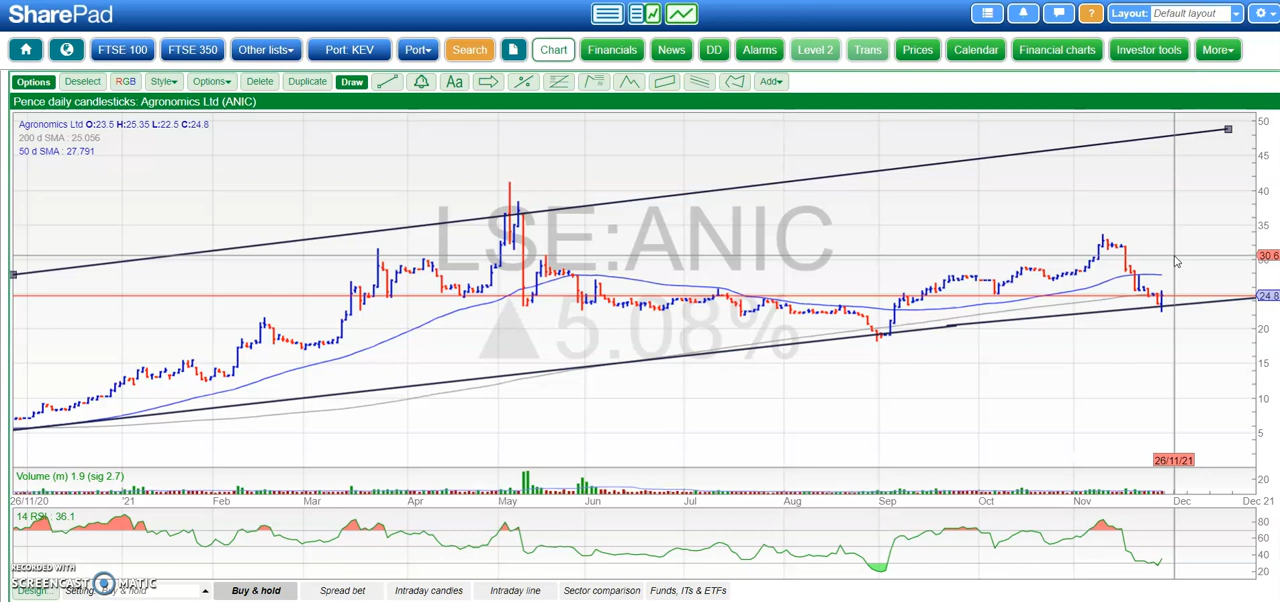 SharePad
Layout: Default layout
FTSE 100 FTSE 350 Other lists Port: KEV Port Search Chart Financials News DD Alarms Level 2 Trans Prices Calendar Financial charts Investor tools More
Options Deselect RGB Style Options Delete Duplicate Draw Aa Add
Pence daily candlesticks: Agronomics Ltd (ANIC)
Agronomics Ltd O:23.5 H:25.35 L:22.5 C:24.8
200 d SMA : 25.056
50 d SMA : 27.791
LSE:ANIC
5.08%
50
45
40
35
30.6
24.8
20
15
10
5
26/11/21
Volume (m) 1.9 (sig 2.7)
20
26/11/20 '21 Feb Mar Apr May Jun Jul Aug Sep Oct Nov Dec Dec 21
14 RSI : 36.1
80
60
40
20
RECORDED WITH
SCREENCAST MATIC
Design... Setting: Buy & hold Buy & hold Spread bet Intraday candles Intraday line Sector comparison Funds, ITs & ETFs